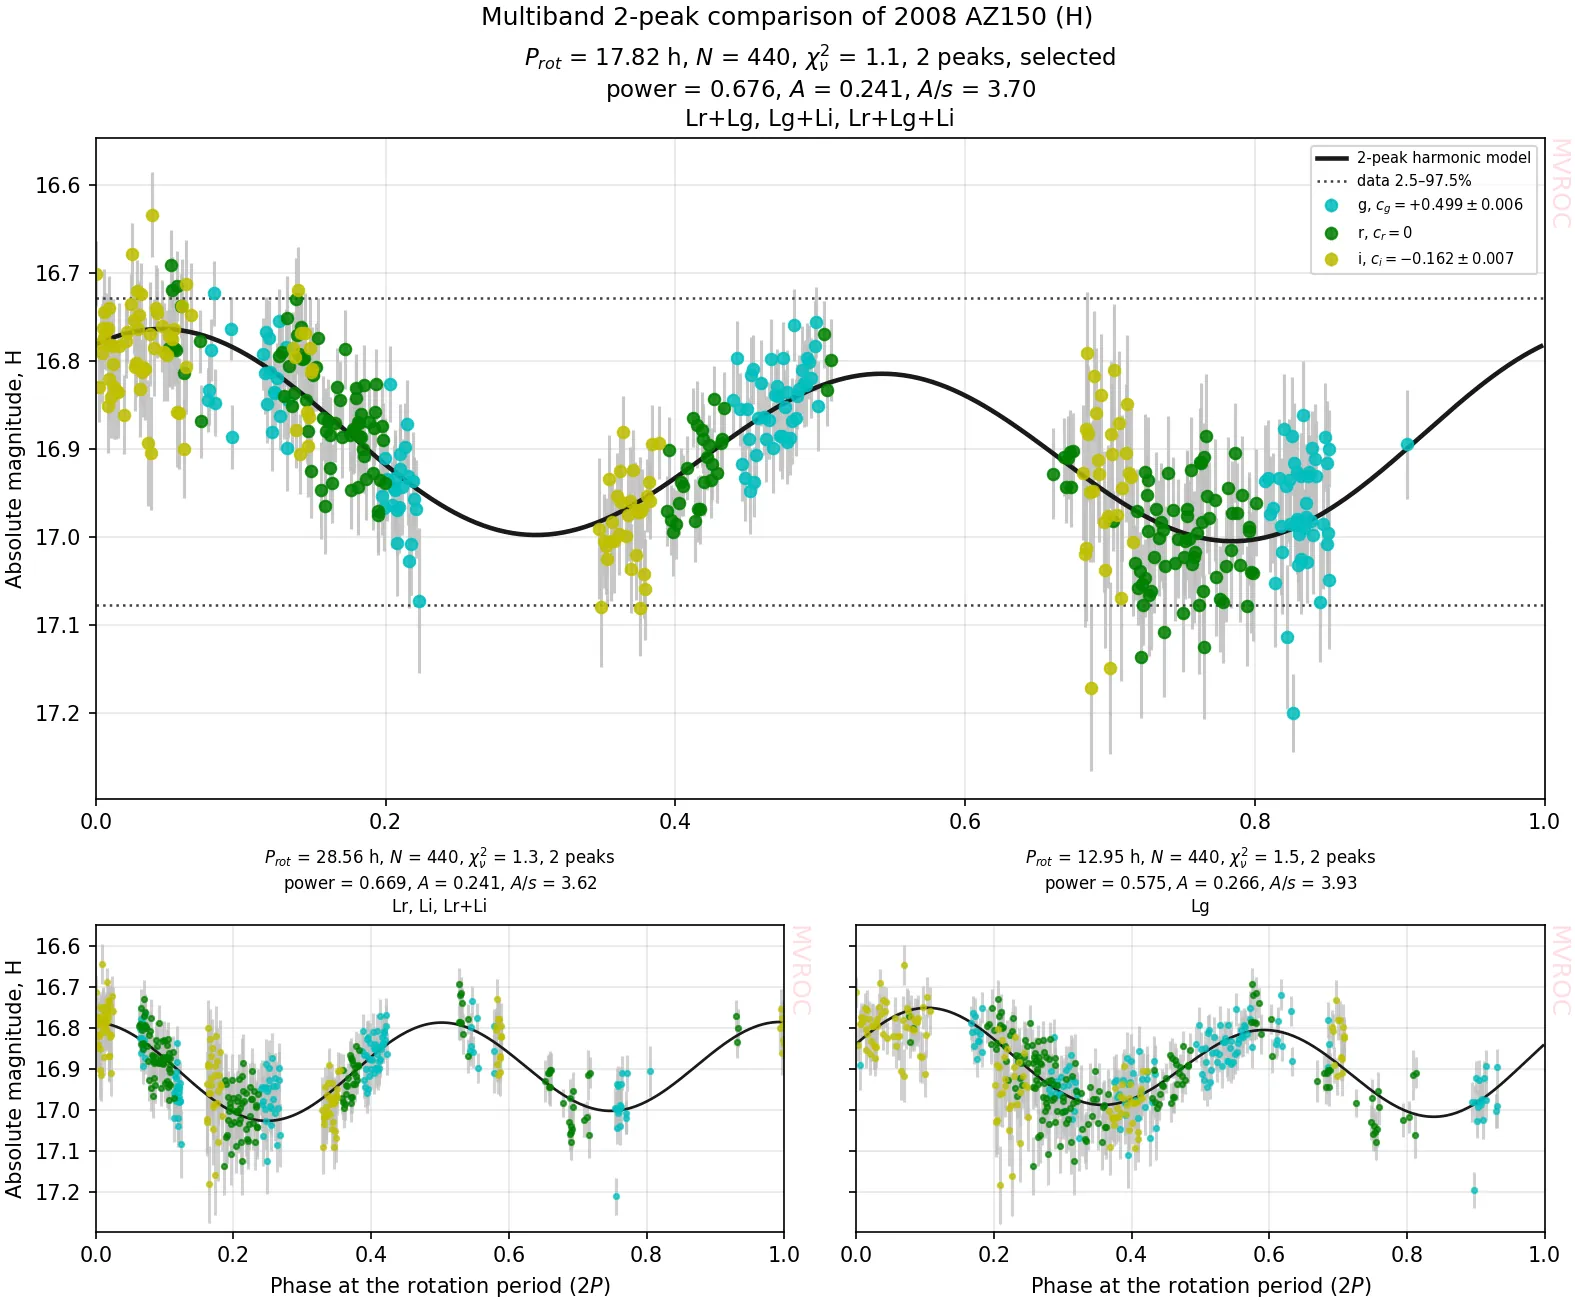 Multiband 2-peak comparison of 2008 AZ150 (H)
P_rot = 17.82 h, N = 440, χ²_ν = 1.1, 2 peaks, selected
power = 0.676, A = 0.241, A/s = 3.70
Lr+Lg, Lg+Li, Lr+Lg+Li
MVROC
2-peak harmonic model
data 2.5–97.5%
g, c_g = +0.499 ± 0.006
r, c_r = 0
i, c_i = −0.162 ± 0.007
Absolute magnitude, H
16.6
16.7
16.8
16.9
17.0
17.1
17.2
0.0 0.2 0.4 0.6 0.8 1.0
P_rot = 28.56 h, N = 440, χ²_ν = 1.3, 2 peaks
power = 0.669, A = 0.241, A/s = 3.62
Lr, Li, Lr+Li
MVROC
Absolute magnitude, H
16.6
16.7
16.8
16.9
17.0
17.1
17.2
0.0 0.2 0.4 0.6 0.8 1.0
Phase at the rotation period (2P)
P_rot = 12.95 h, N = 440, χ²_ν = 1.5, 2 peaks
power = 0.575, A = 0.266, A/s = 3.93
Lg
MVROC
0.0 0.2 0.4 0.6 0.8 1.0
Phase at the rotation period (2P)